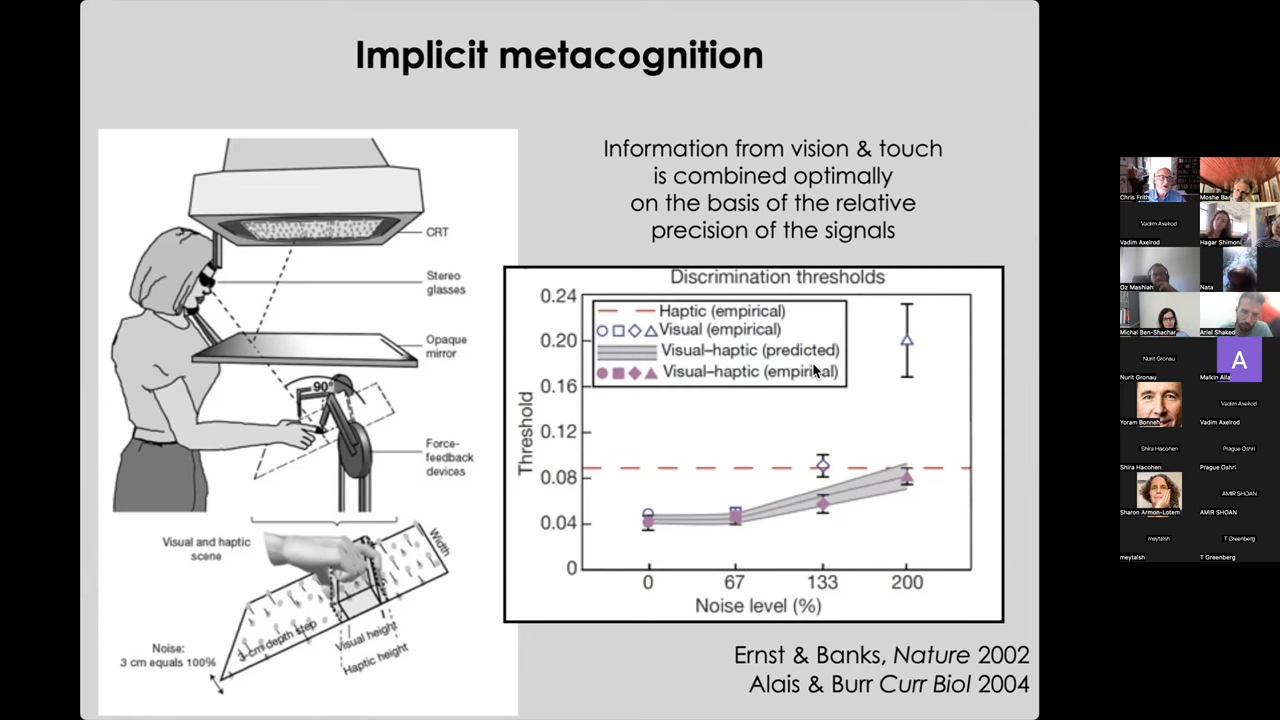 Implicit metacognition
CRT
Stereo
glasses
Opaque
mirror
90°
Force-
feedback
devices
Visual and haptic
scene
Width
3-cm depth step
Visual height
Haptic height
Noise:
3 cm equals 100%
Information from vision & touch
is combined optimally
on the basis of the relative
precision of the signals
Discrimination thresholds
Haptic (empirical)
Visual (empirical)
Visual–haptic (predicted)
Visual–haptic (empirical)
Threshold
0.24
0.20
0.16
0.12
0.08
0.04
0
0
67
133
200
Noise level (%)
Ernst & Banks, Nature 2002
Alais & Burr Curr Biol 2004
Chris Frith
Moshe Bar
Vadim Axelrod
Vadim Axelrod
Hagar Shimoni
Oz Mashiah
Nata
Michal Ben-Shachar
Ariel Shaked
Nurit Gronau
A
Nurit Gronau
Malkin Alla
Vadim Axelrod
Yoram Bonneh
Vadim Axelrod
Shira Hacohen
Prague Oshri
Shira Hacohen
Prague Oshri
AMIR SHOAN
Sharon Armon-Lotem
AMIR SHOAN
meytalsh
T Greenberg
meytalsh
T Greenberg